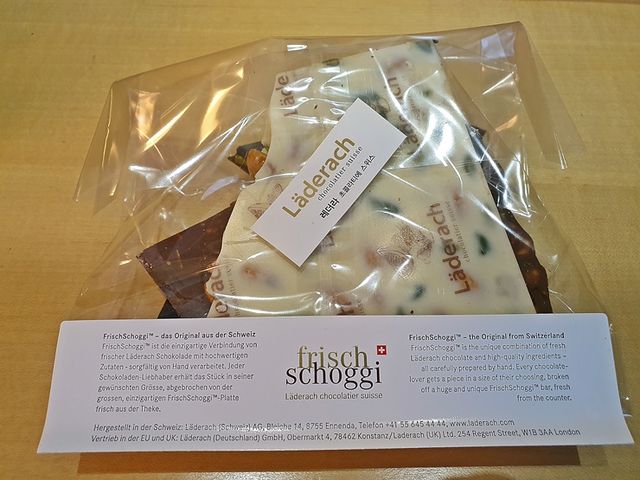 Läde
Läderach
Läderach
chocolatier suisse
레더라 초콜라티에 스위스
Läderach
chocolatier suisse
FrischSchoggi™ – das Original aus der Schweiz
FrischSchoggi™ ist die einzigartige Verbindung von
frischer Läderach Schokolade mit hochwertigen
Zutaten - sorgfältig von Hand verarbeitet. Jeder
Schokoladen-Liebhaber erhält das Stück in seiner
gewünschten Grösse, abgebrochen von der
grossen, einzigartigen FrischSchoggi™-Platte
frisch aus der Theke.
frisch
schoggi
Läderach chocolatier suisse
FrischSchoggi™ – the Original from Switzerland
FrischSchoggi™ is the unique combination of fresh
Läderach chocolate and high-quality ingredients –
all carefully prepared by hand. Every chocolate-
lover gets a piece in a size of their choosing, broken
off a huge and unique FrischSchoggi™ bar, fresh
from the counter.
Hergestellt in der Schweiz: Läderach (Schweiz) AG, Bleiche 14, 8755 Ennenda, Telefon +41 55 645 44 44, www.laderach.com
Vertrieb in der EU und UK: Läderach (Deutschland) GmbH, Obermarkt 4, 78462 Konstanz/Laderach (UK) Ltd. 254 Regent Street, W1B 3AA London